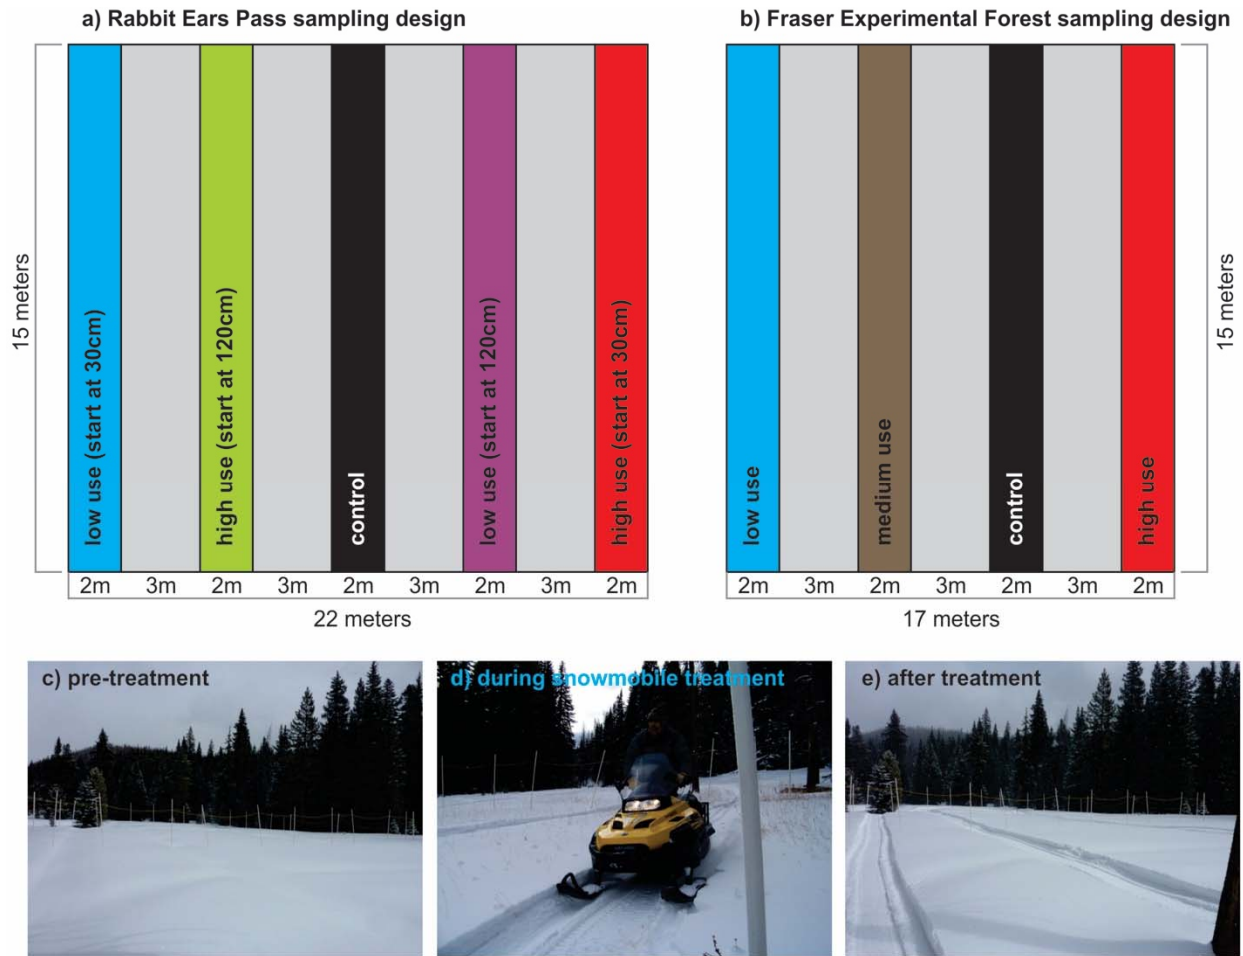 a) Rabbit Ears Pass sampling design
15 meters
low use (start at 30cm)
high use (start at 120cm)
control
low use (start at 120cm)
high use (start at 30cm)
2m 3m 2m 3m 2m 3m 2m 3m 2m
22 meters
b) Fraser Experimental Forest sampling design
low use
medium use
control
high use
15 meters
2m 3m 2m 3m 2m 3m 2m
17 meters
c) pre-treatment
d) during snowmobile treatment
e) after treatment